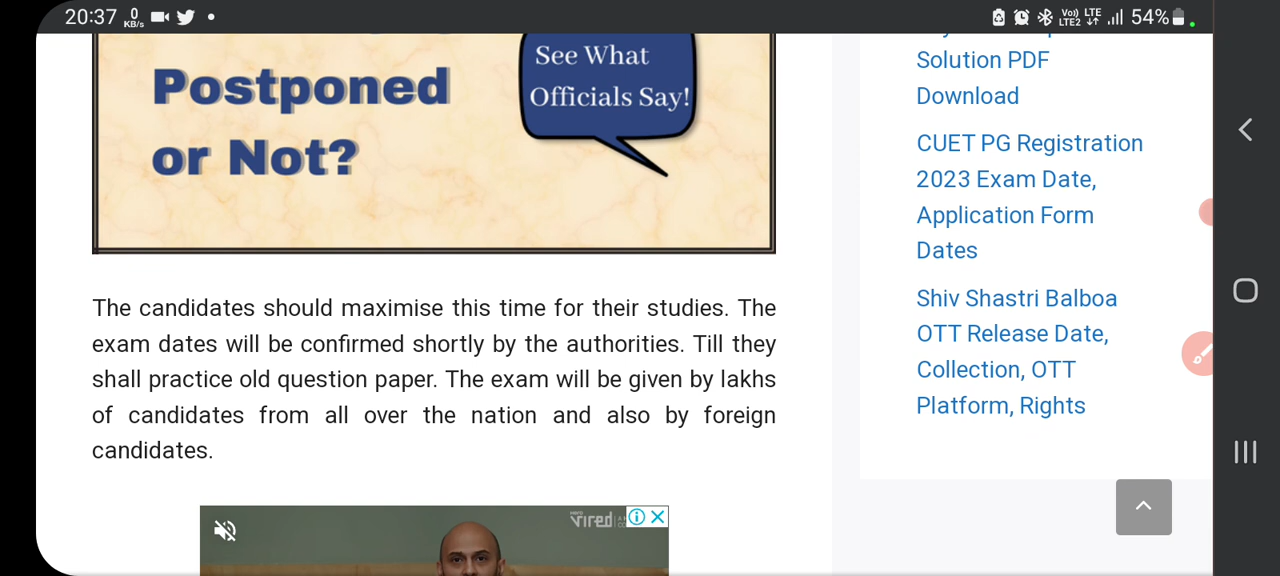 20:37 0 KB/s
Vo) LTE LTE2 54%
Postponed
or Not?
See What
Officials Say!
The candidates should maximise this time for their studies. The
exam dates will be confirmed shortly by the authorities. Till they
shall practice old question paper. The exam will be given by lakhs
of candidates from all over the nation and also by foreign
candidates.
Vired
Solution PDF
Download
CUET PG Registration
2023 Exam Date,
Application Form
Dates
Shiv Shastri Balboa
OTT Release Date,
Collection, OTT
Platform, Rights